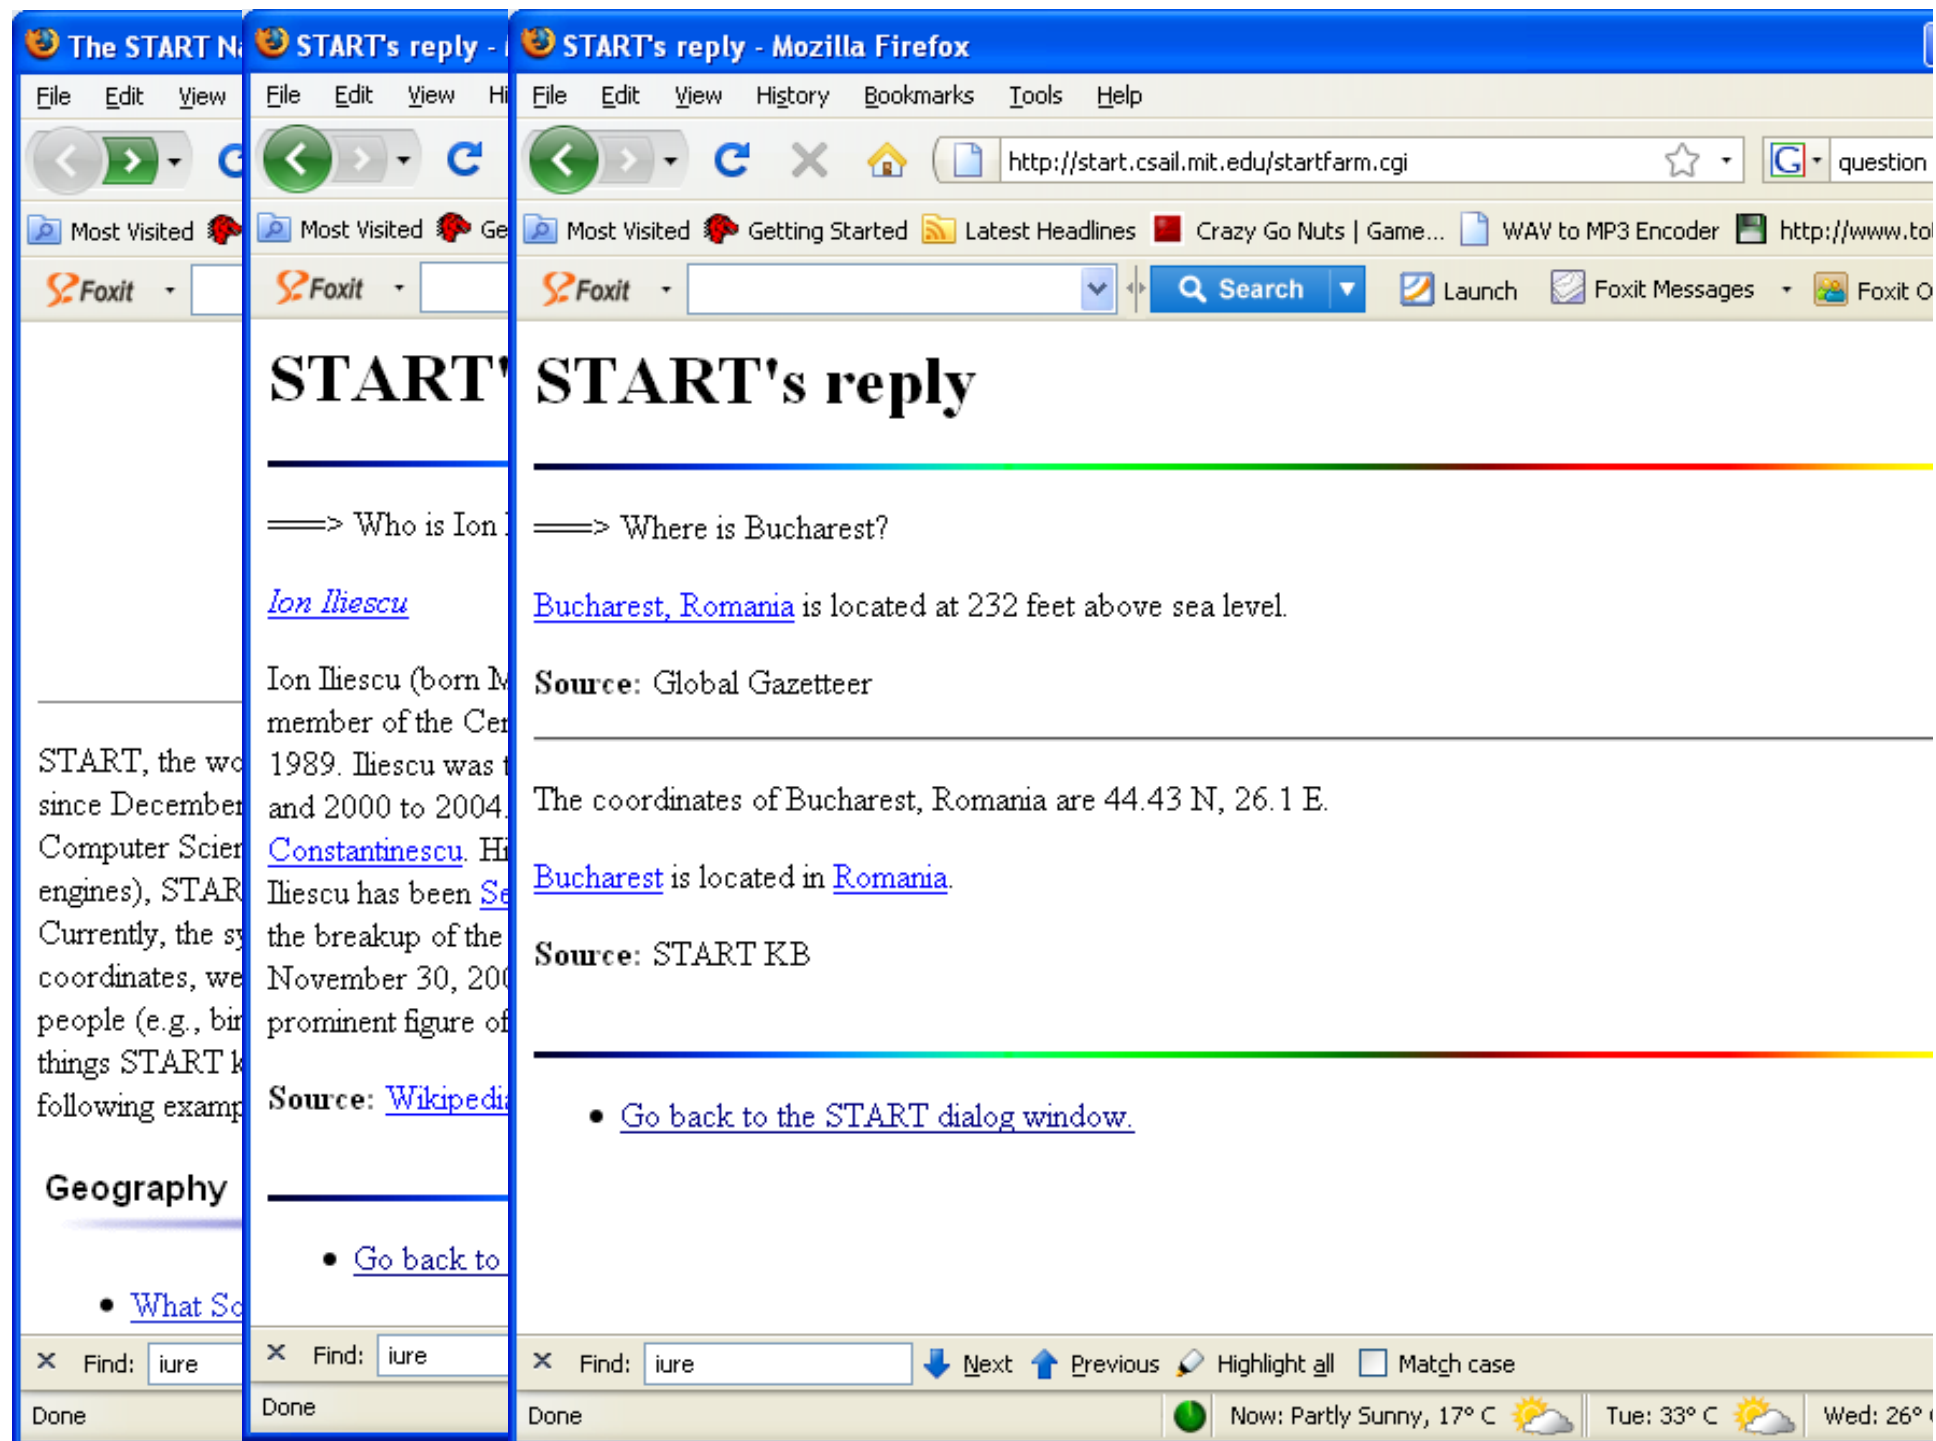 The START Na
File Edit View
Most Visited
Foxit
START, the wo
since December
Computer Scien
engines), STAR
Currently, the sy
coordinates, we
people (e.g., bir
things START k
following examp
Geography
What So
Find: iure
Done
START's reply -
File Edit View Hi
Most Visited Ge
Foxit
START'
===> Who is Ion
Ion Iliescu
Ion Iliescu (born M
member of the Cen
1989. Iliescu was t
and 2000 to 2004.
Constantinescu. Hi
Iliescu has been Se
the breakup of the
November 30, 200
prominent figure of
Source: Wikipedia
Go back to
Find: iure
Done
START's reply - Mozilla Firefox
File Edit View History Bookmarks Tools Help
http://start.csail.mit.edu/startfarm.cgi G question
Most Visited Getting Started Latest Headlines Crazy Go Nuts | Game... WAV to MP3 Encoder http://www.to
Foxit Search Launch Foxit Messages Foxit O
START's reply
===> Where is Bucharest?
Bucharest, Romania is located at 232 feet above sea level.
Source: Global Gazetteer
The coordinates of Bucharest, Romania are 44.43 N, 26.1 E.
Bucharest is located in Romania.
Source: START KB
• Go back to the START dialog window.
Find: iure Next Previous Highlight all Match case
Done Now: Partly Sunny, 17° C Tue: 33° C Wed: 26°